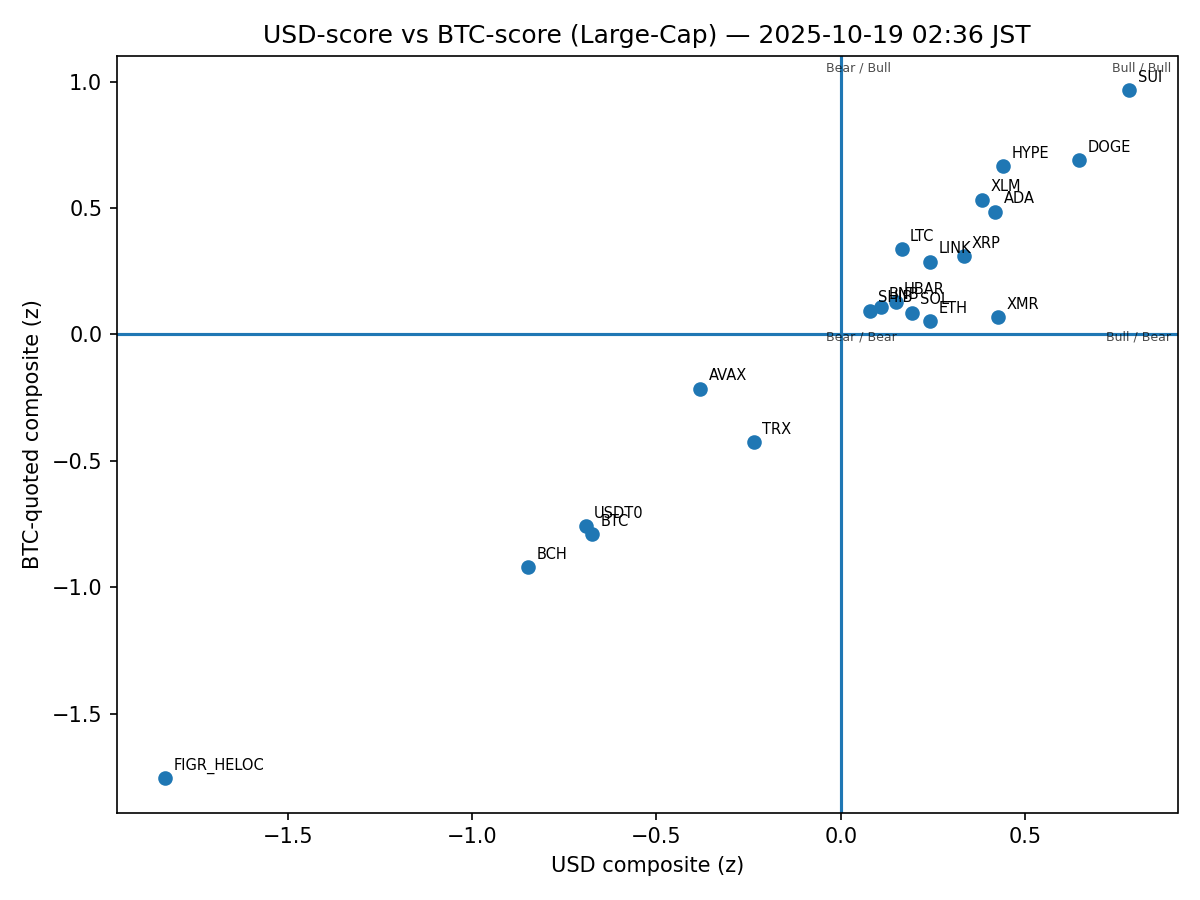 USD-score vs BTC-score (Large-Cap) — 2025-10-19 02:36 JST
Bear / Bull
Bull / Bull
SUI
DOGE
HYPE
XLM
ADA
LTC
LINK
XRP
HBAR
BNB
SHIB
SOL
ETH
XMR
Bear / Bear
Bull / Bear
AVAX
TRX
USDT0
BTC
BCH
FIGR_HELOC
1.0
0.5
0.0
−0.5
−1.0
−1.5
BTC-quoted composite (z)
−1.5
−1.0
−0.5
0.0
0.5
USD composite (z)